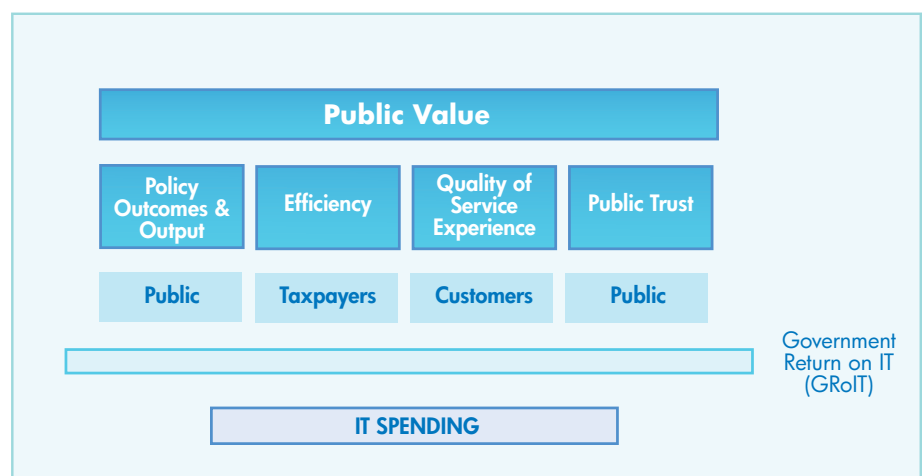 Public Value
Policy
Outcomes &
Output
Efficiency
Quality of
Service
Experience
Public Trust
Public
Taxpayers
Customers
Public
Government
Return on IT
(GRoIT)
IT SPENDING